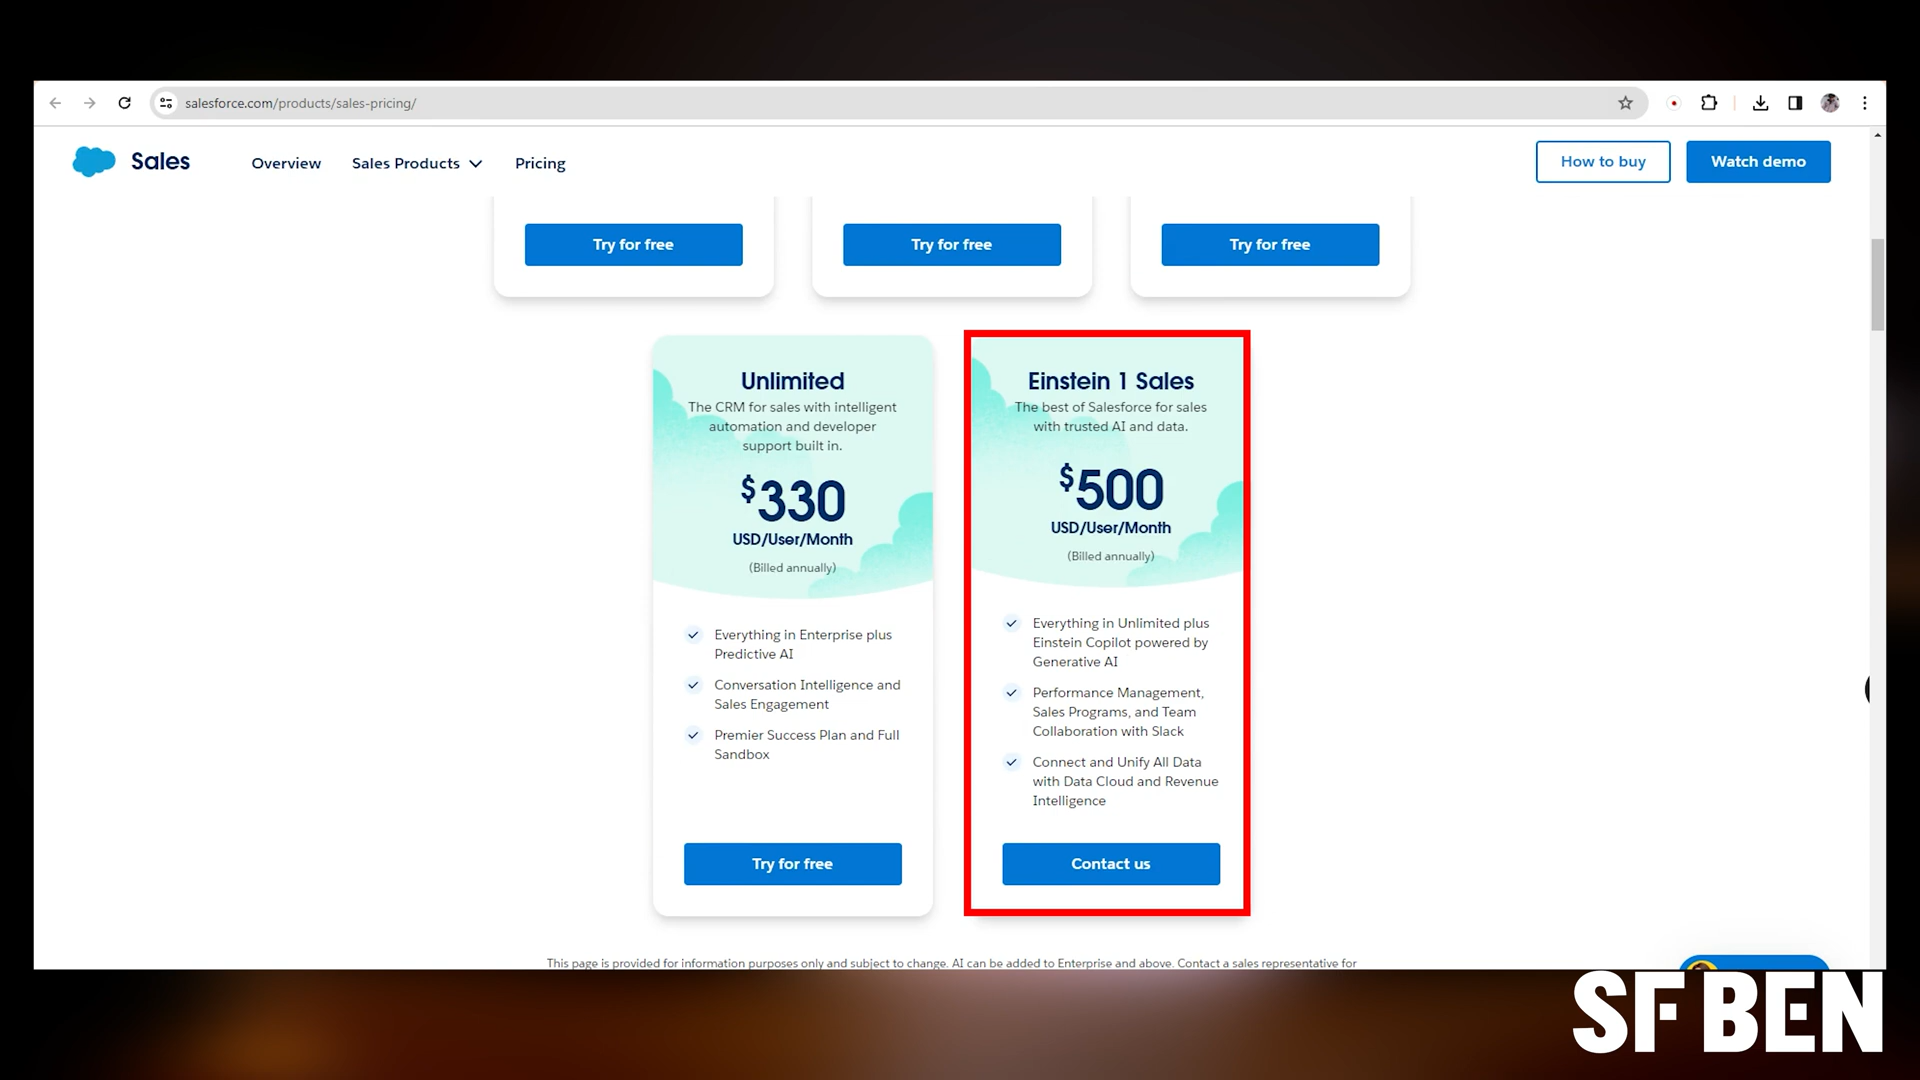 salesforce.com/products/sales-pricing/
Sales
Overview
Sales Products
Pricing
How to buy
Watch demo
Try for free
Try for free
Try for free
Unlimited
The CRM for sales with intelligent
automation and developer
support built in.
$330
USD/User/Month
(Billed annually)
Everything in Enterprise plus
Predictive AI
Conversation Intelligence and
Sales Engagement
Premier Success Plan and Full
Sandbox
Try for free
Einstein 1 Sales
The best of Salesforce for sales
with trusted AI and data.
$500
USD/User/Month
(Billed annually)
Everything in Unlimited plus
Einstein Copilot powered by
Generative AI
Performance Management,
Sales Programs, and Team
Collaboration with Slack
Connect and Unify All Data
with Data Cloud and Revenue
Intelligence
Contact us
This page is provided for information purposes only and subject to change. AI can be added to Enterprise and above. Contact a sales representative for
SF BEN